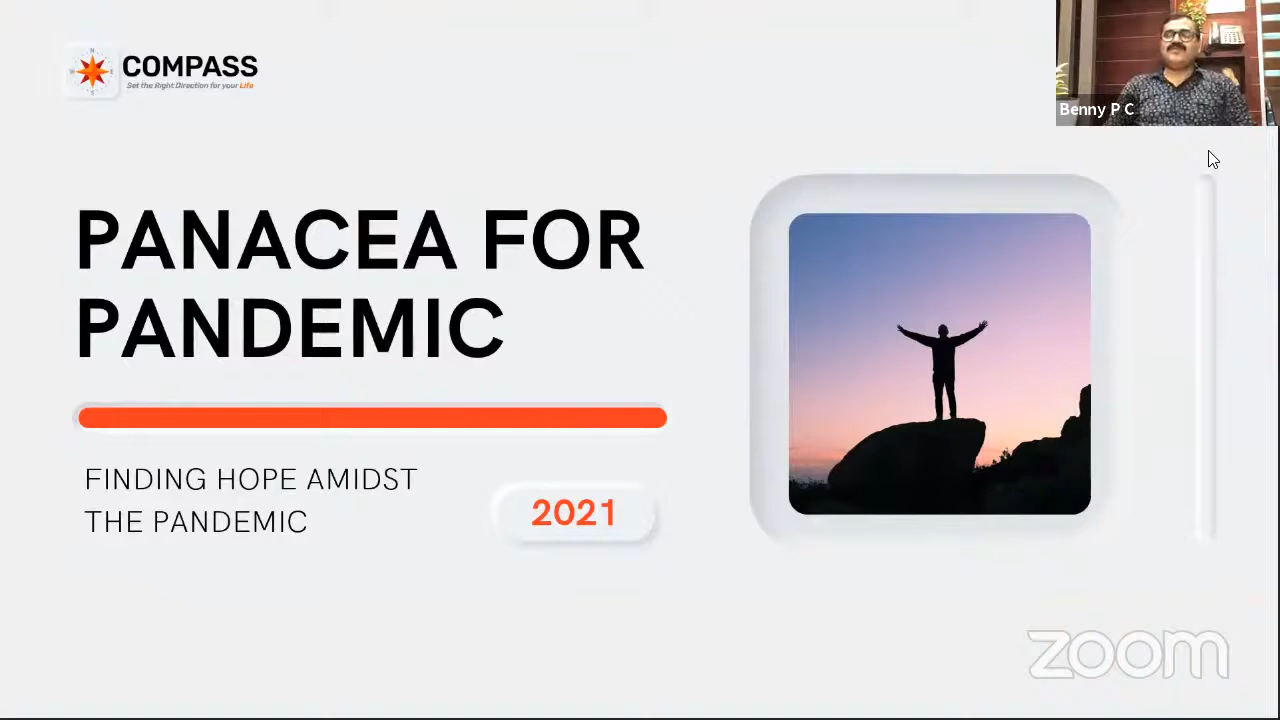 COMPASS
Set the Right Direction for your Life
Benny P C
PANACEA FOR
PANDEMIC
FINDING HOPE AMIDST
THE PANDEMIC
2021
zoom